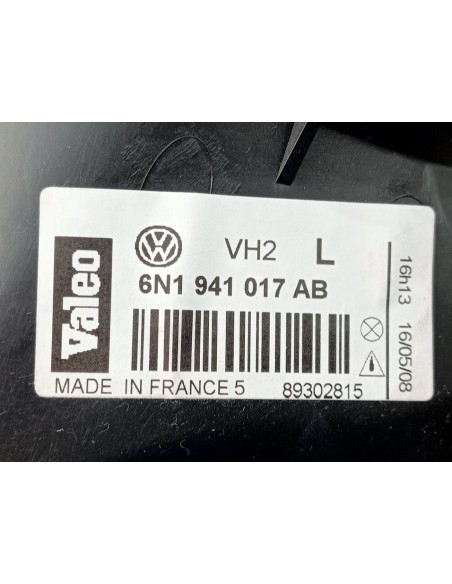 Valeo
VH2 L
6N1 941 017 AB
MADE IN FRANCE 5 89302815
16h13 16/05/08